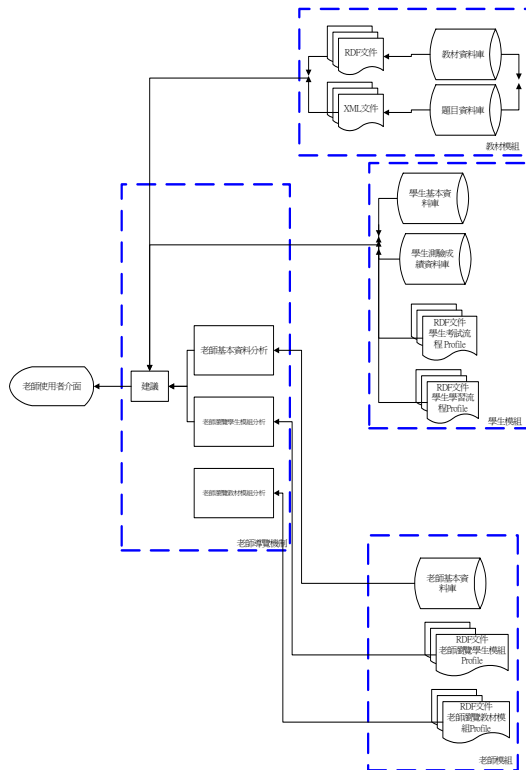 RDF文件
教材資料庫
XML文件
題目資料庫
教材模組
學生基本資
料庫
學生測驗成
績資料庫
RDF文件
學生考試流
程 Profile
RDF文件
學生學習流
程Profile
學生模組
老師基本資料分析
老師使用者介面
建議
老師瀏覽學生模組分析
老師瀏覽教材模組分析
老師導覽機制
老師基本資
料庫
RDF文件
老師瀏覽學生模組
Profile
RDF文件
老師瀏覽教材模
組Profile
老師模組